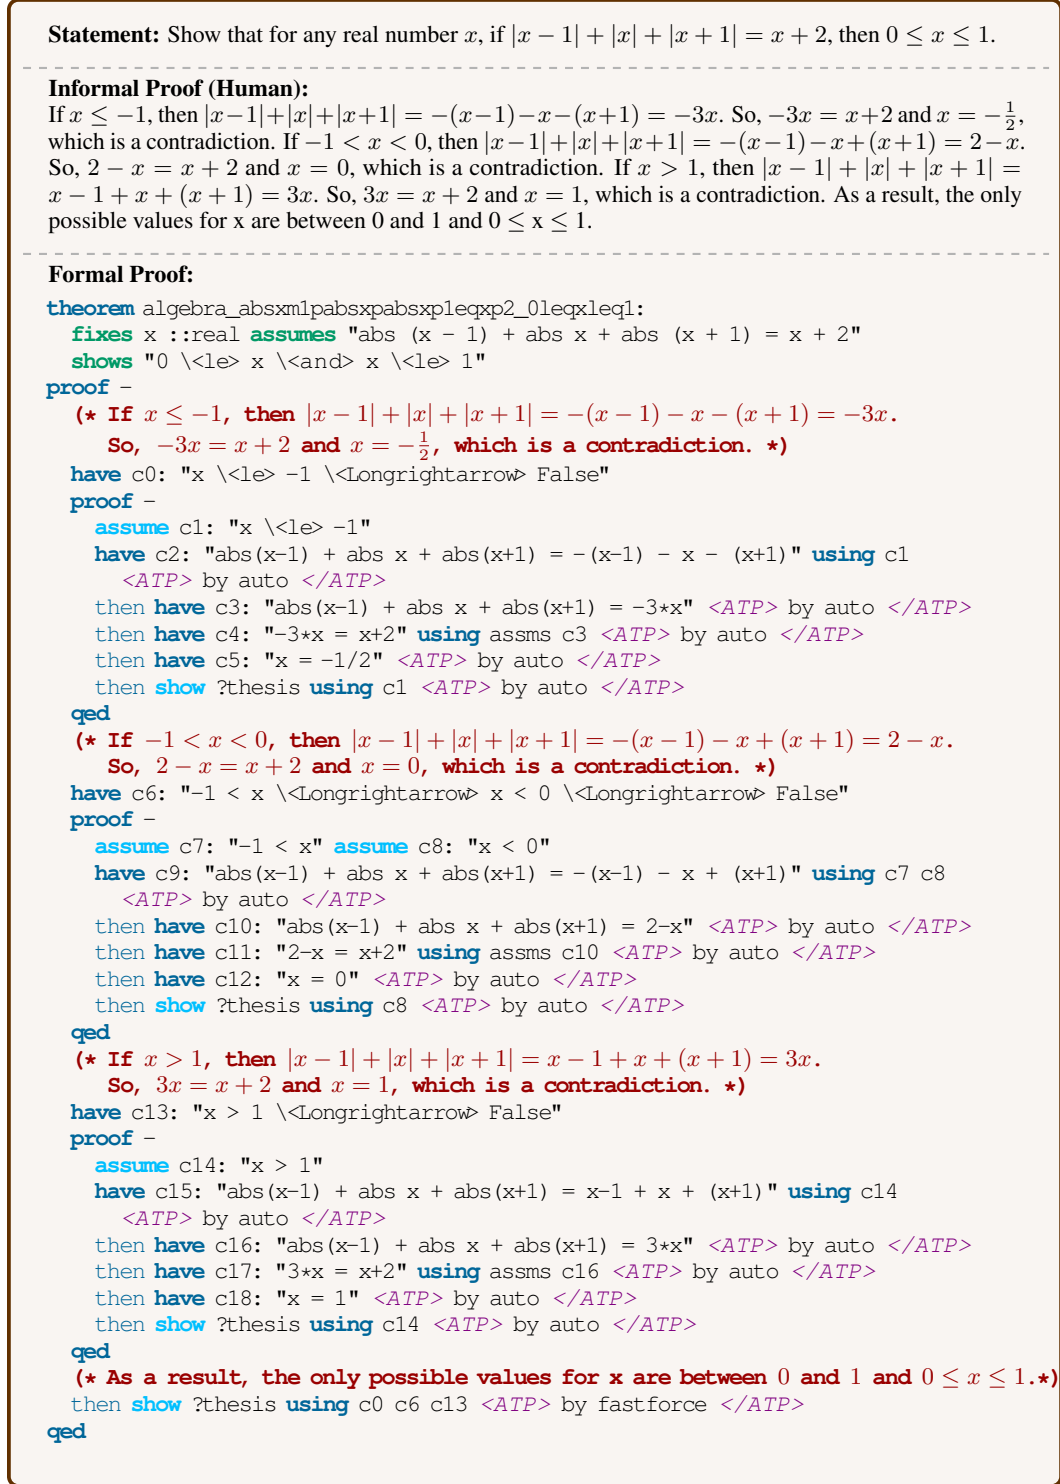 Statement: Show that for any real number x, if |x − 1| + |x| + |x + 1| = x + 2, then 0 ≤ x ≤ 1.
Informal Proof (Human):
If x ≤ −1, then |x−1|+|x|+|x+1| = −(x−1)−x−(x+1) = −3x. So, −3x = x+2 and x = −1/2,
which is a contradiction. If −1 < x < 0, then |x−1|+|x|+|x+1| = −(x−1)−x+(x+1) = 2−x.
So, 2 − x = x + 2 and x = 0, which is a contradiction. If x > 1, then |x − 1| + |x| + |x + 1| =
x − 1 + x + (x + 1) = 3x. So, 3x = x + 2 and x = 1, which is a contradiction. As a result, the only
possible values for x are between 0 and 1 and 0 ≤ x ≤ 1.
Formal Proof:
theorem algebra_absxm1pabsxpabsxp1eqxp2_0leqxleq1:
fixes x ::real assumes "abs (x - 1) + abs x + abs (x + 1) = x + 2"
shows "0 \<le> x \<and> x \<le> 1"
proof -
(* If x ≤ −1, then |x − 1| + |x| + |x + 1| = −(x − 1) − x − (x + 1) = −3x.
So, −3x = x + 2 and x = −1/2, which is a contradiction. *)
have c0: "x \<le> -1 \<Longrightarrow> False"
proof -
assume c1: "x \<le> -1"
have c2: "abs(x-1) + abs x + abs(x+1) = -(x-1) - x - (x+1)" using c1
<ATP> by auto </ATP>
then have c3: "abs(x-1) + abs x + abs(x+1) = -3*x" <ATP> by auto </ATP>
then have c4: "-3*x = x+2" using assms c3 <ATP> by auto </ATP>
then have c5: "x = -1/2" <ATP> by auto </ATP>
then show ?thesis using c1 <ATP> by auto </ATP>
qed
(* If −1 < x < 0, then |x − 1| + |x| + |x + 1| = −(x − 1) − x + (x + 1) = 2 − x.
So, 2 − x = x + 2 and x = 0, which is a contradiction. *)
have c6: "-1 < x \<Longrightarrow> x < 0 \<Longrightarrow> False"
proof -
assume c7: "-1 < x" assume c8: "x < 0"
have c9: "abs(x-1) + abs x + abs(x+1) = -(x-1) - x + (x+1)" using c7 c8
<ATP> by auto </ATP>
then have c10: "abs(x-1) + abs x + abs(x+1) = 2-x" <ATP> by auto </ATP>
then have c11: "2-x = x+2" using assms c10 <ATP> by auto </ATP>
then have c12: "x = 0" <ATP> by auto </ATP>
then show ?thesis using c8 <ATP> by auto </ATP>
qed
(* If x > 1, then |x − 1| + |x| + |x + 1| = x − 1 + x + (x + 1) = 3x.
So, 3x = x + 2 and x = 1, which is a contradiction. *)
have c13: "x > 1 \<Longrightarrow> False"
proof -
assume c14: "x > 1"
have c15: "abs(x-1) + abs x + abs(x+1) = x-1 + x + (x+1)" using c14
<ATP> by auto </ATP>
then have c16: "abs(x-1) + abs x + abs(x+1) = 3*x" <ATP> by auto </ATP>
then have c17: "3*x = x+2" using assms c16 <ATP> by auto </ATP>
then have c18: "x = 1" <ATP> by auto </ATP>
then show ?thesis using c14 <ATP> by auto </ATP>
qed
(* As a result, the only possible values for x are between 0 and 1 and 0 ≤ x ≤ 1.*)
then show ?thesis using c0 c6 c13 <ATP> by fastforce </ATP>
qed